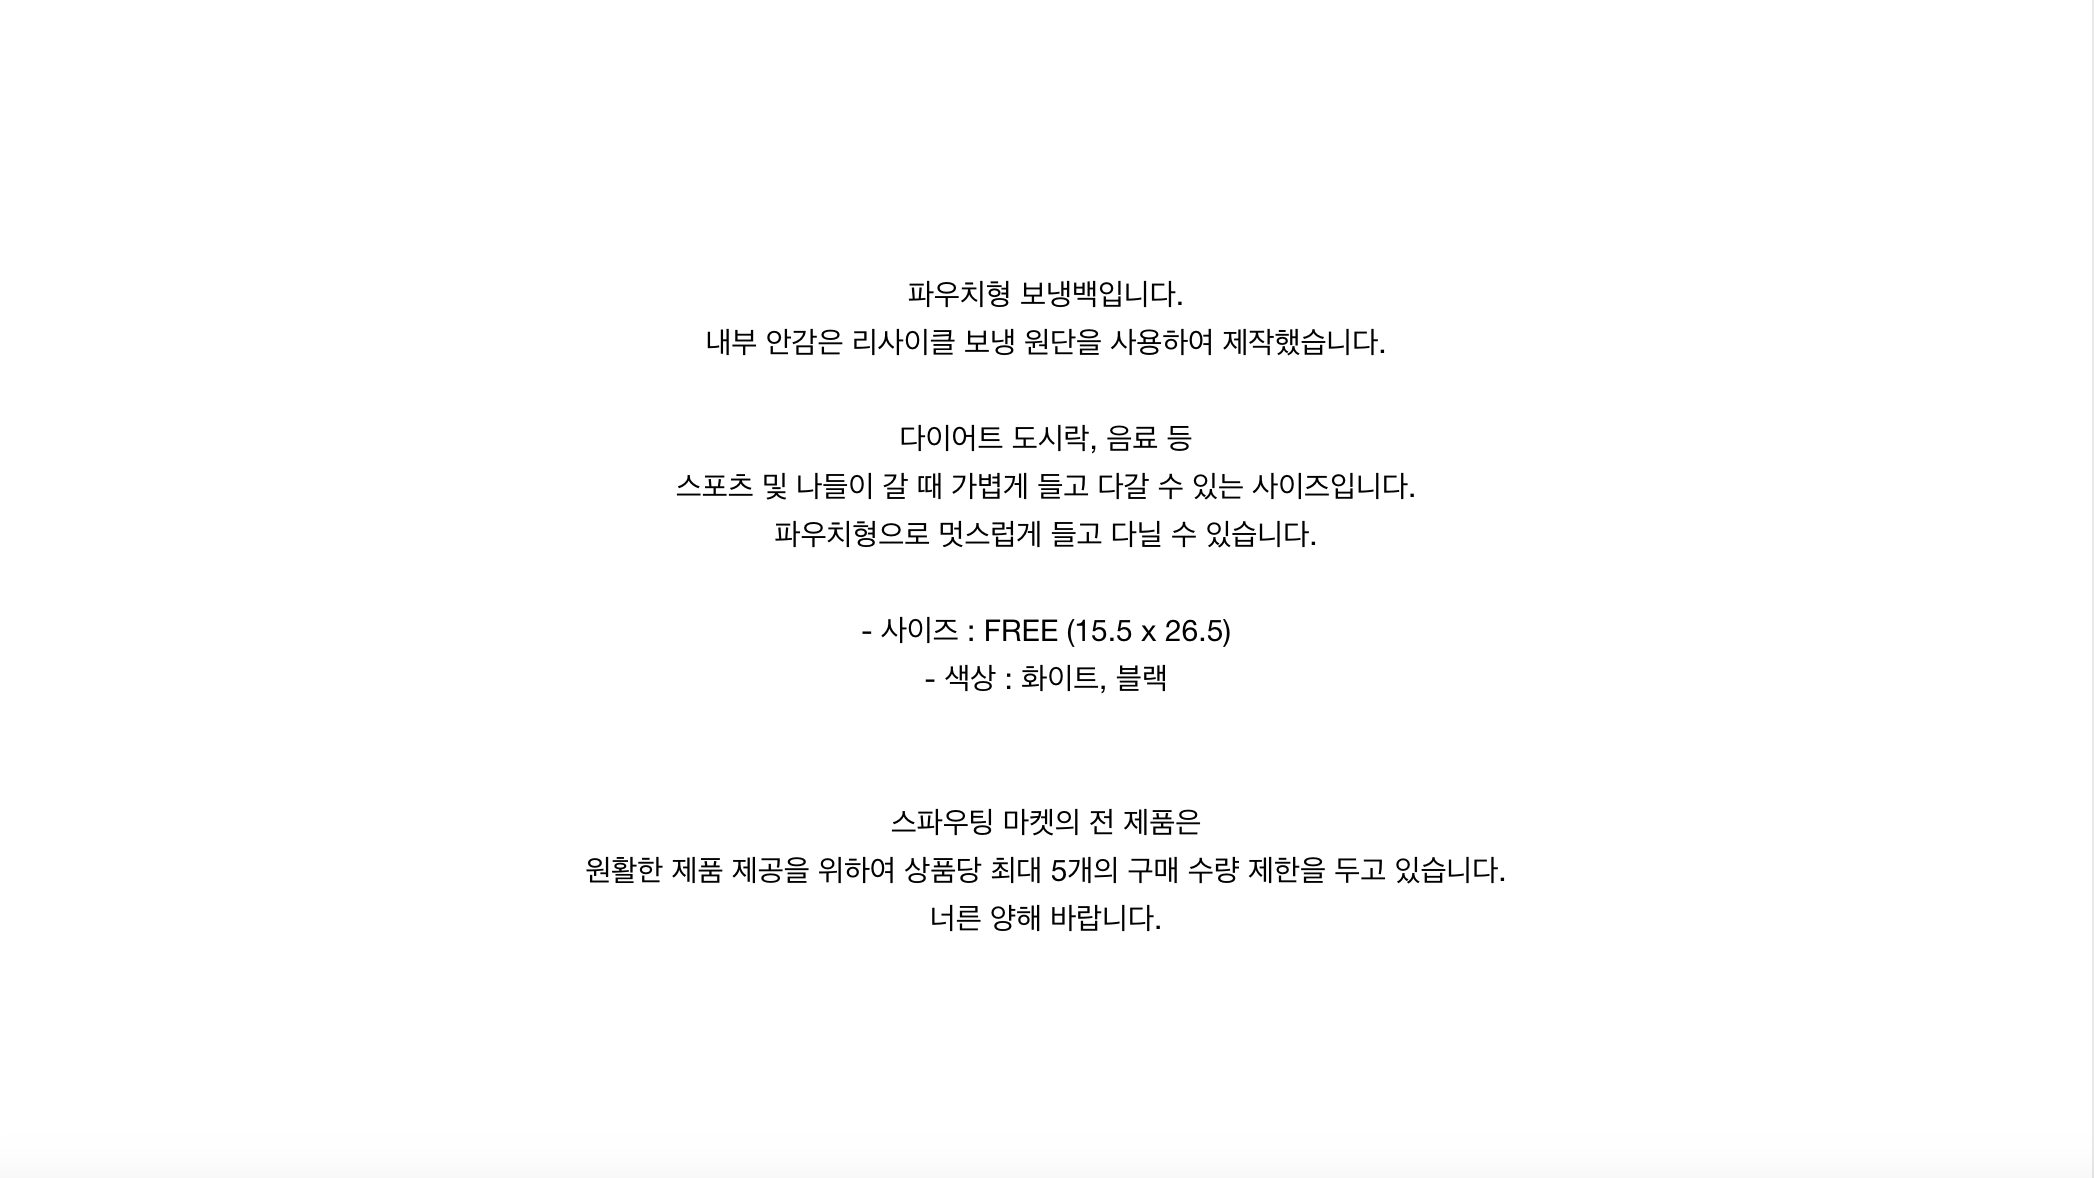 파우치형 보냉백입니다.
내부 안감은 리사이클 보냉 원단을 사용하여 제작했습니다.
다이어트 도시락, 음료 등
스포츠 및 나들이 갈 때 가볍게 들고 다갈 수 있는 사이즈입니다.
파우치형으로 멋스럽게 들고 다닐 수 있습니다.
- 사이즈 : FREE (15.5 x 26.5)
- 색상 : 화이트, 블랙
스파우팅 마켓의 전 제품은
원활한 제품 제공을 위하여 상품당 최대 5개의 구매 수량 제한을 두고 있습니다.
너른 양해 바랍니다.